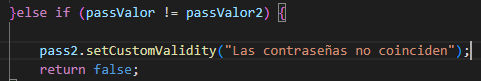 }else if (passValor != passValor2) {
pass2.setCustomValidity("Las contraseñas no coinciden");
return false;